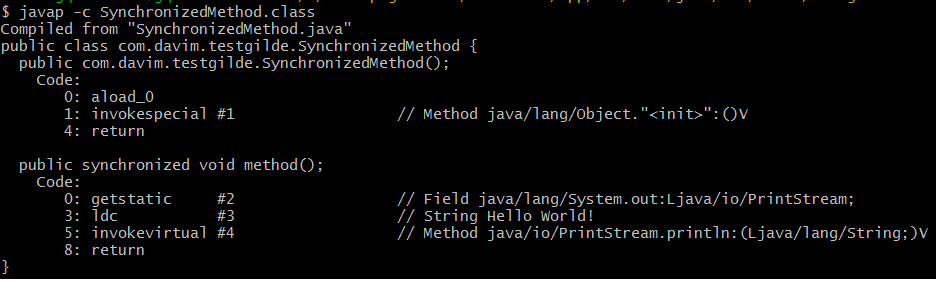 $ javap -c SynchronizedMethod.class
Compiled from "SynchronizedMethod.java"
public class com.davim.testgilde.SynchronizedMethod {
  public com.davim.testgilde.SynchronizedMethod();
    Code:
       0: aload_0
       1: invokespecial #1                  // Method java/lang/Object."<init>":()V
       4: return

  public synchronized void method();
    Code:
       0: getstatic     #2                  // Field java/lang/System.out:Ljava/io/PrintStream;
       3: ldc           #3                  // String Hello World!
       5: invokevirtual #4                  // Method java/io/PrintStream.println:(Ljava/lang/String;)V
       8: return
}